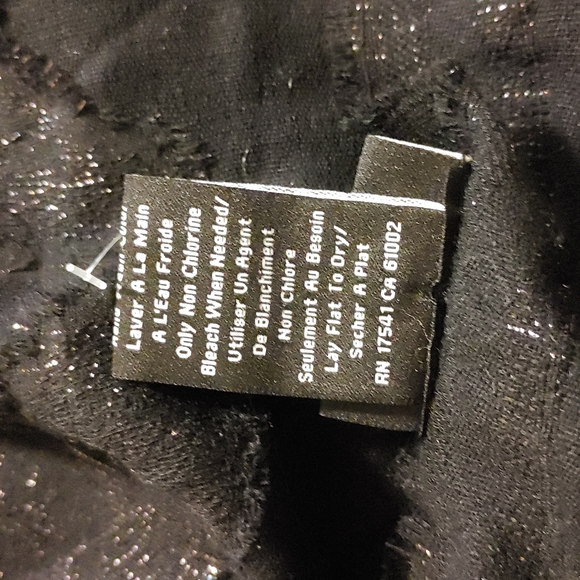 Laver A La Main
A L'Eau Froide
Only Non Chlorine
Bleach When Needed/
Utiliser Un Agent
De Blanchiment
Non Chlore
Seulement Au Besoin
Lay Flat To Dry/
Secher A Plat
RN 17541 CA 61002